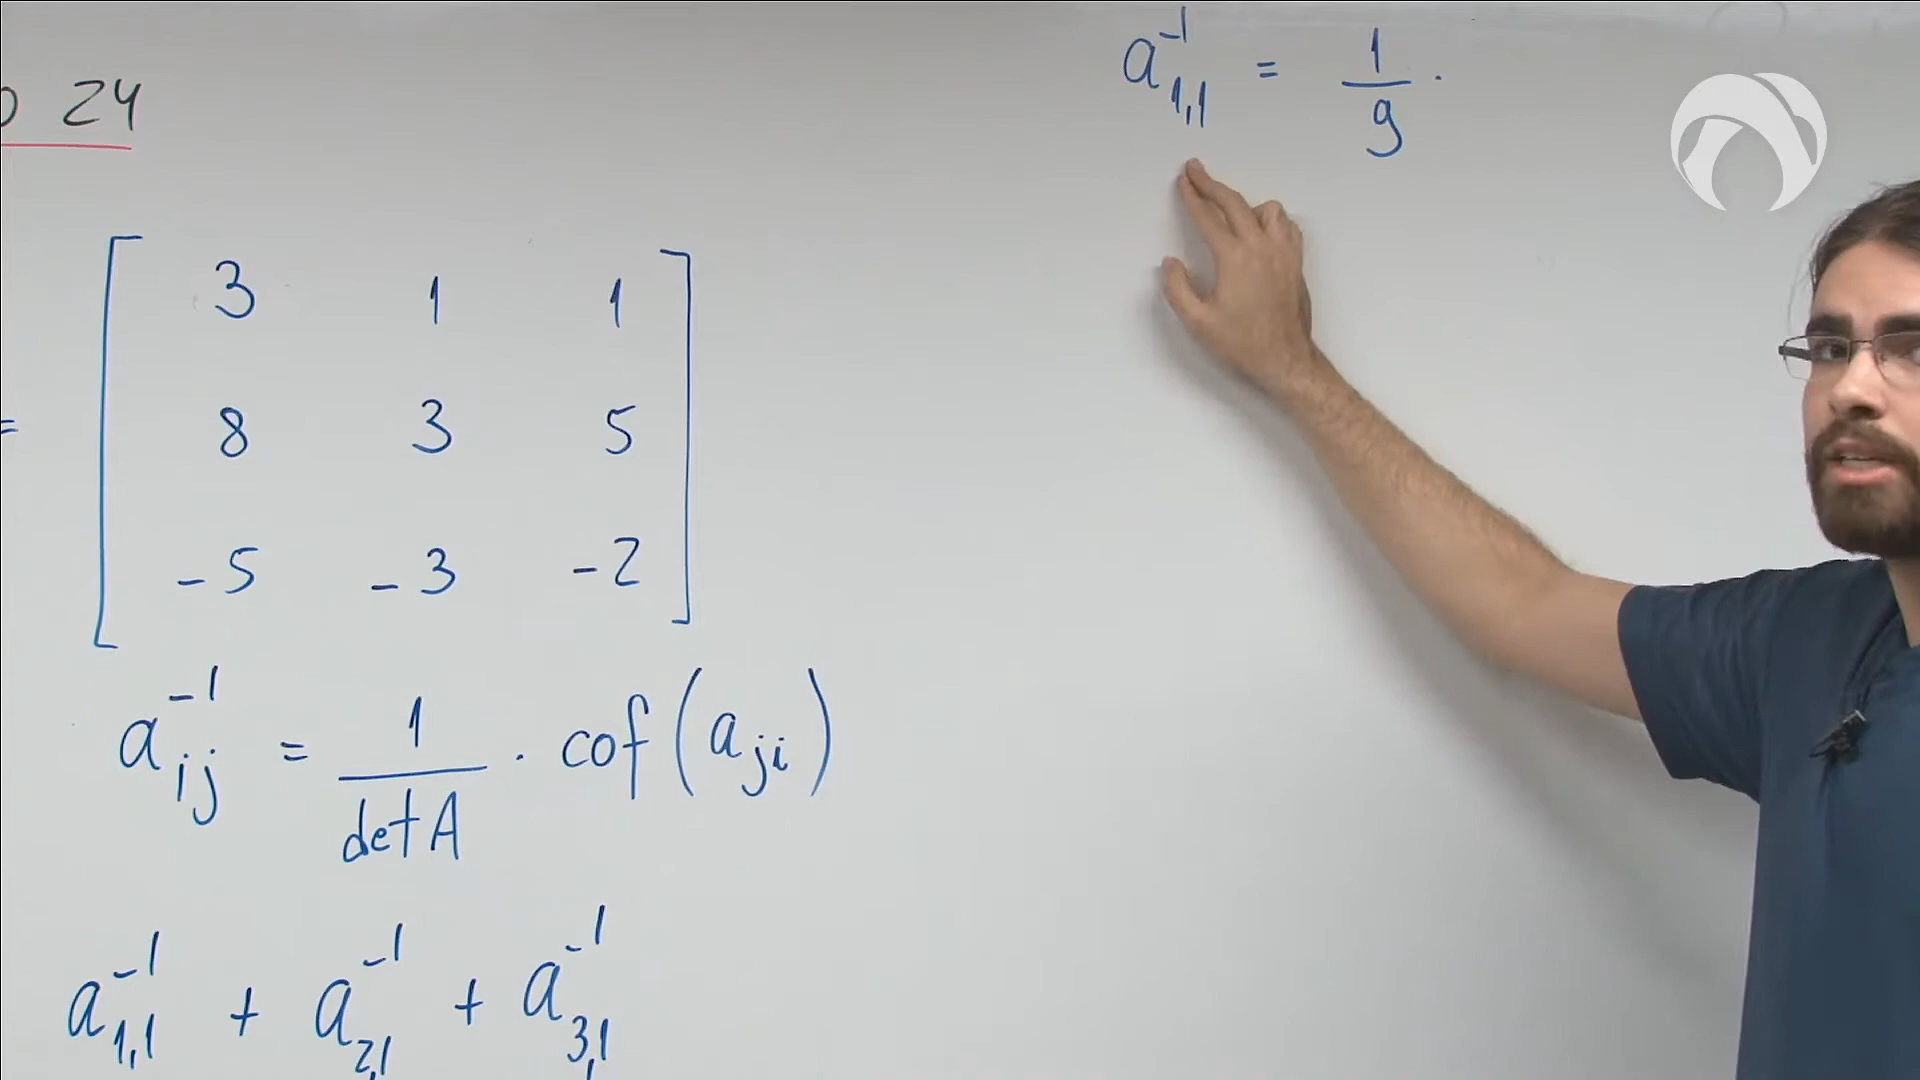 o 24
a⁻¹₁,₁ = 1/9 ·
= [ 3 1 1
8 3 5
-5 -3 -2 ]
a⁻¹ij = 1/det A · cof(aji)
a⁻¹₁,₁ + a⁻¹₂,₁ + a⁻¹₃,₁